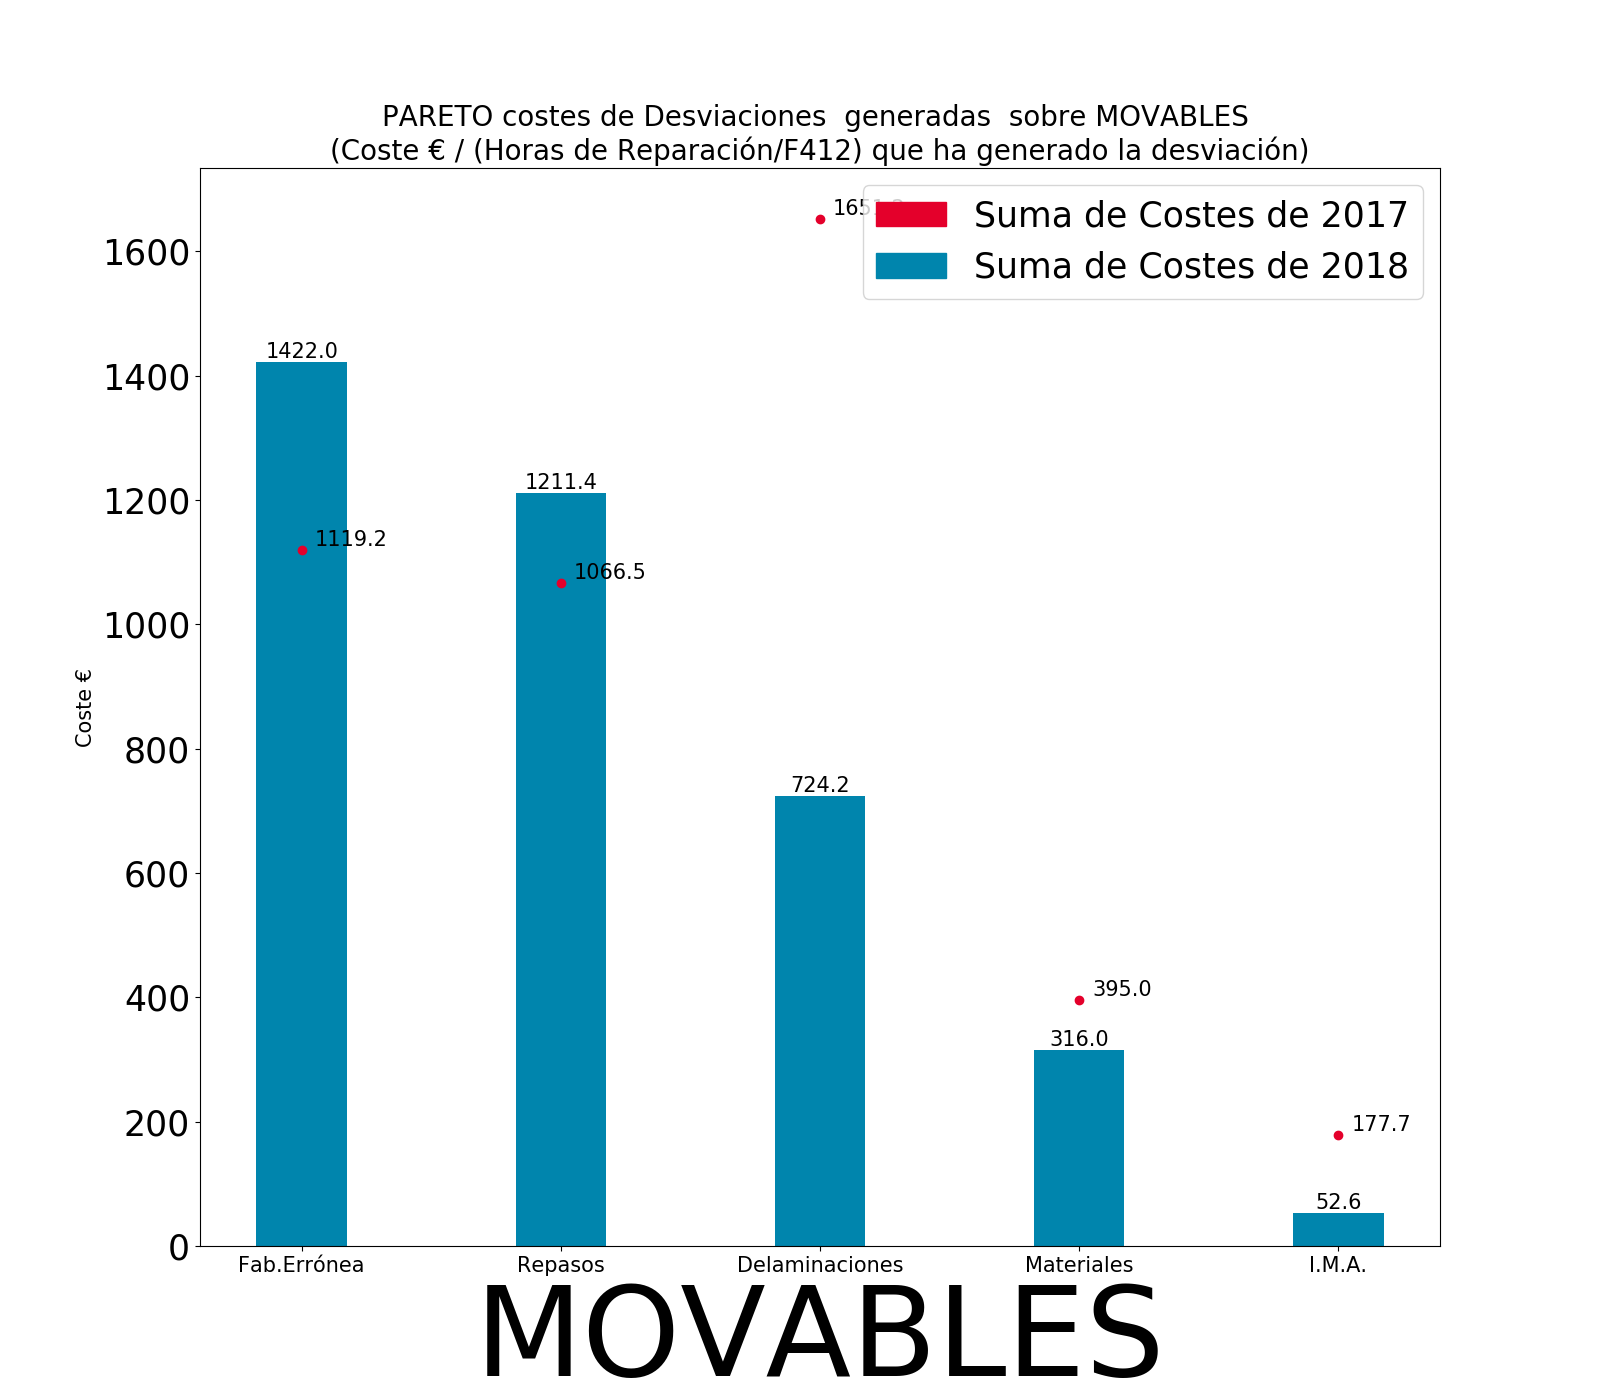 PARETO costes de Desviaciones  generadas  sobre MOVABLES
(Coste € / (Horas de Reparación/F412) que ha generado la desviación)
Suma de Costes de 2017
Suma de Costes de 2018
Coste €
1600
1400
1200
1000
800
600
400
200
0
1422.0
1119.2
1211.4
1066.5
724.2
395.0
316.0
177.7
52.6
Fab.Errónea
Repasos
Delaminaciones
Materiales
I.M.A.
MOVABLES